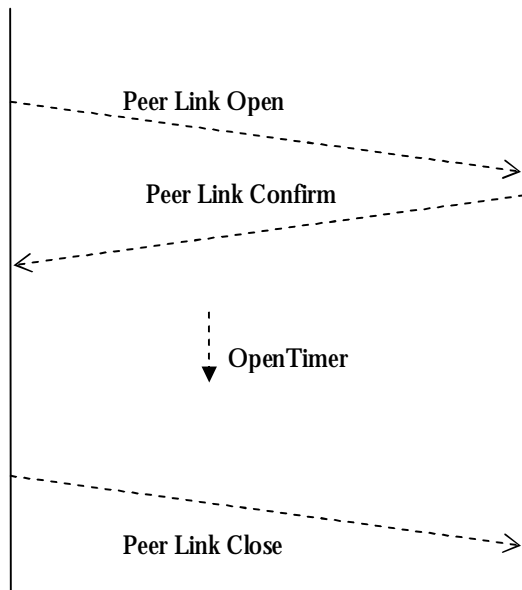 Peer Link Open
Peer Link Confirm
OpenTimer
Peer Link Close